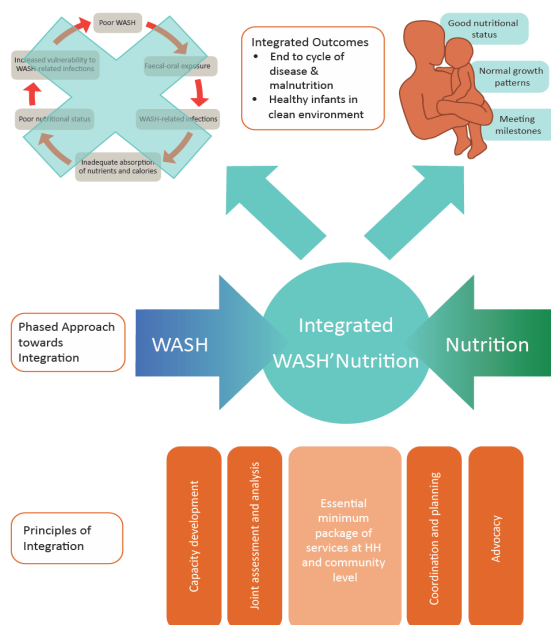 Poor WASH
Increased vulnerability to
WASH-related infections
Faecal-oral exposure
Poor nutritional status
WASH-related infections
Inadequate absorption
of nutrients and calories
Integrated Outcomes
• End to cycle of
disease &
malnutrition
• Healthy infants in
clean environment
Good nutritional
status
Normal growth
patterns
Meeting
milestones
Phased Approach
towards
Integration
WASH
Integrated
WASH'Nutrition
Nutrition
Principles of
Integration
Capacity development
Joint assessment and analysis
Essential
minimum
package of
services at HH
and community
level
Coordination and planning
Advocacy